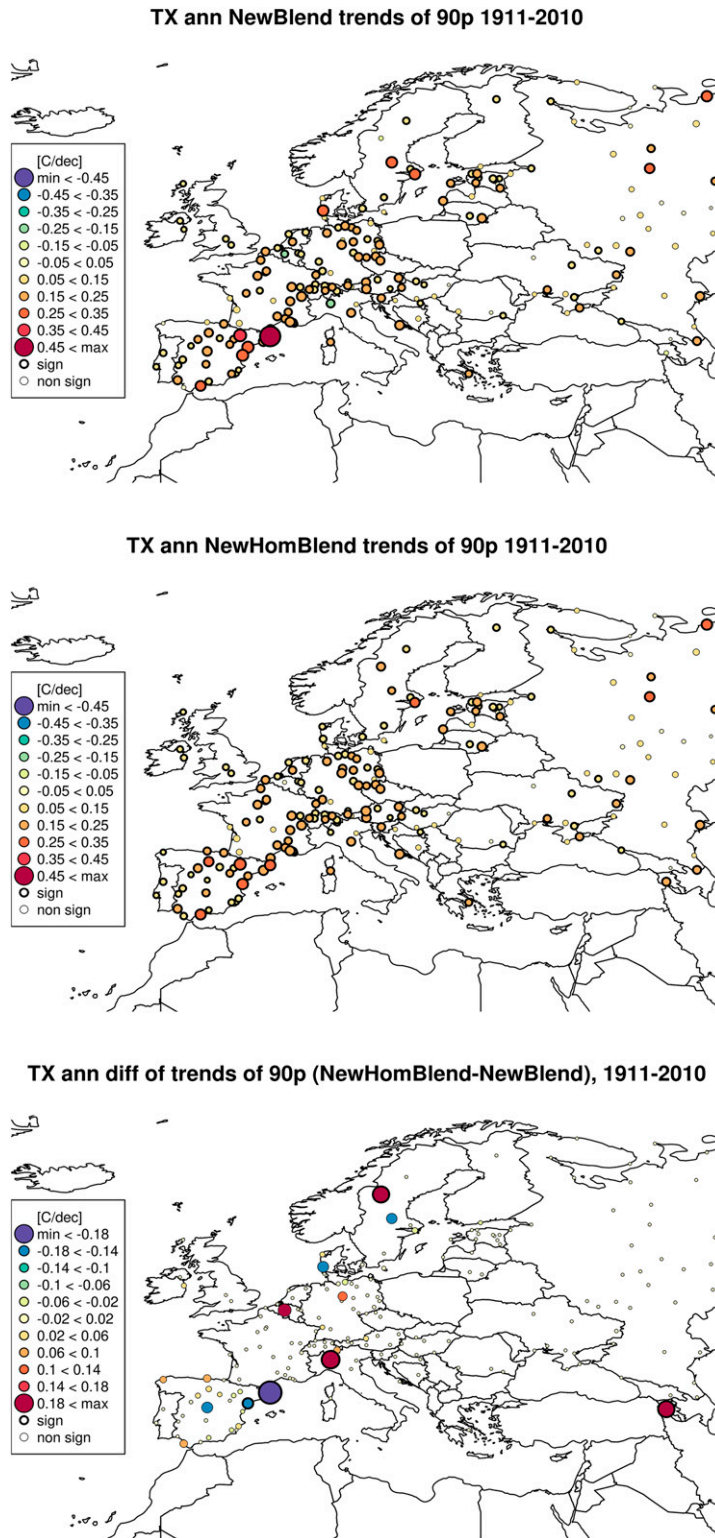 TX ann NewBlend trends of 90p 1911-2010
[C/dec]
min < -0.45
-0.45 < -0.35
-0.35 < -0.25
-0.25 < -0.15
-0.15 < -0.05
-0.05 < 0.05
0.05 < 0.15
0.15 < 0.25
0.25 < 0.35
0.35 < 0.45
0.45 < max
sign
non sign
TX ann NewHomBlend trends of 90p 1911-2010
[C/dec]
min < -0.45
-0.45 < -0.35
-0.35 < -0.25
-0.25 < -0.15
-0.15 < -0.05
-0.05 < 0.05
0.05 < 0.15
0.15 < 0.25
0.25 < 0.35
0.35 < 0.45
0.45 < max
sign
non sign
TX ann diff of trends of 90p (NewHomBlend-NewBlend), 1911-2010
[C/dec]
min < -0.18
-0.18 < -0.14
-0.14 < -0.1
-0.1 < -0.06
-0.06 < -0.02
-0.02 < 0.02
0.02 < 0.06
0.06 < 0.1
0.1 < 0.14
0.14 < 0.18
0.18 < max
sign
non sign